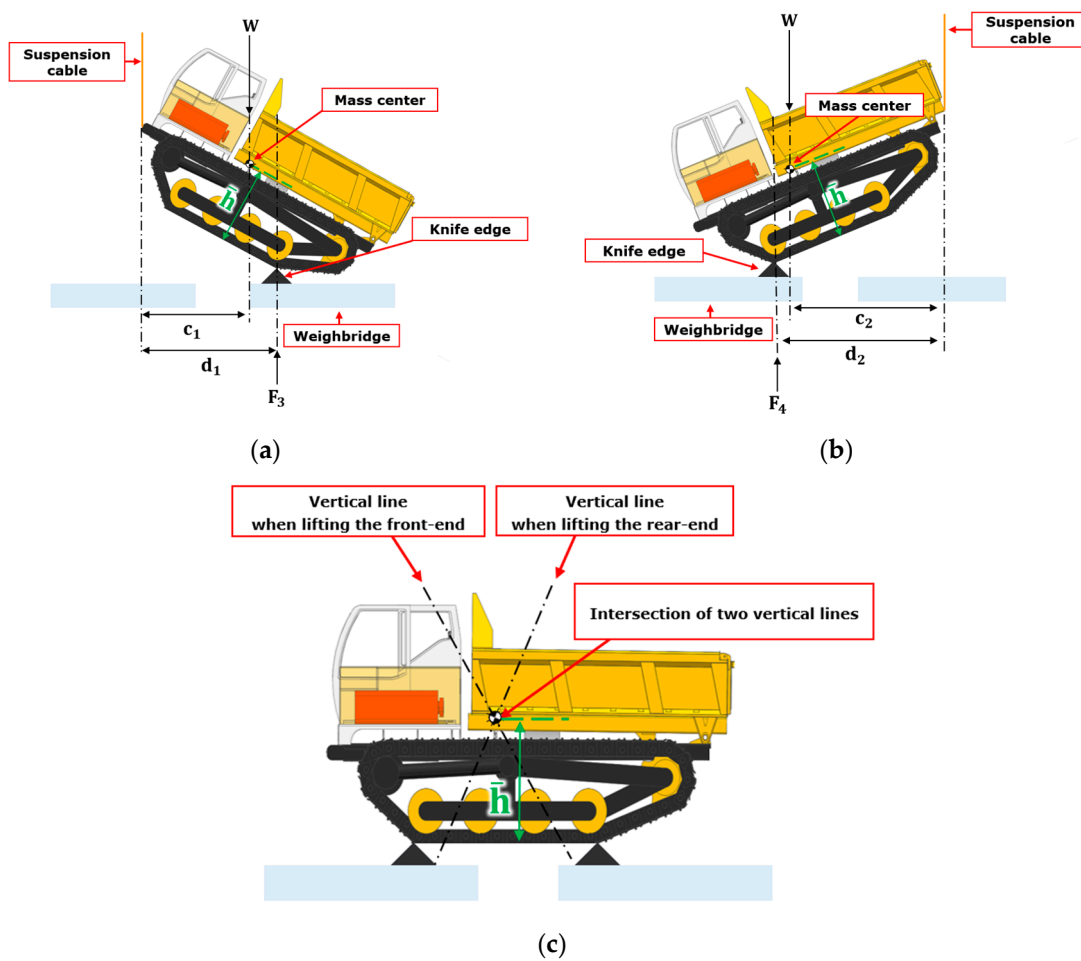 W
Suspension
cable
Mass center
h̄
Knife edge
c₁
Weighbridge
d₁
F₃
(a)
W
Suspension
cable
Mass center
h̄
Knife edge
c₂
Weighbridge
d₂
F₄
(b)
Vertical line
when lifting the front-end
Vertical line
when lifting the rear-end
Intersection of two vertical lines
h̄
(c)